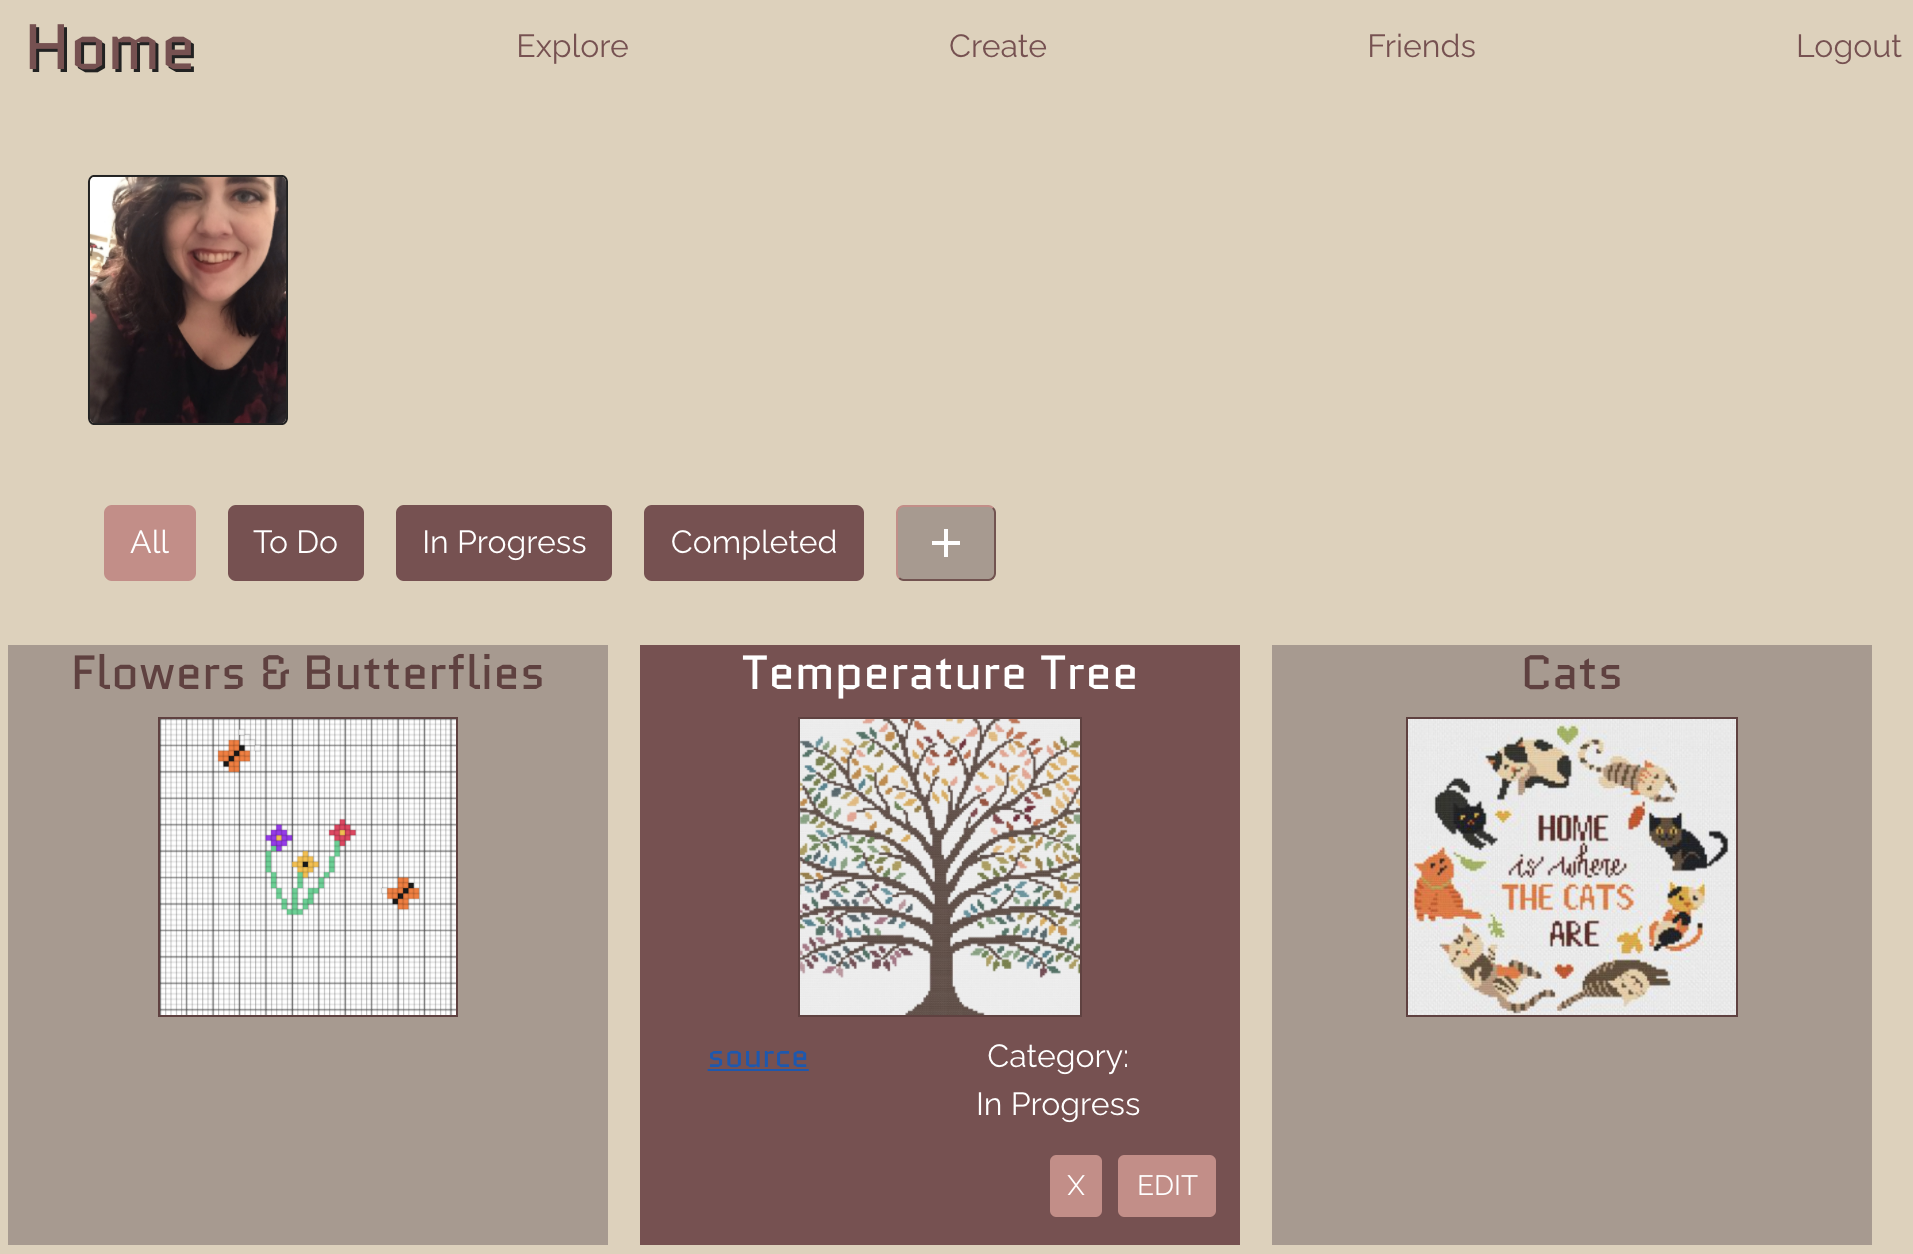 Home Explore Create Friends Logout
All To Do In Progress Completed +
Flowers & Butterflies
Temperature Tree
source
Category:
In Progress
X EDIT
Cats
HOME
is where
THE CATS
ARE